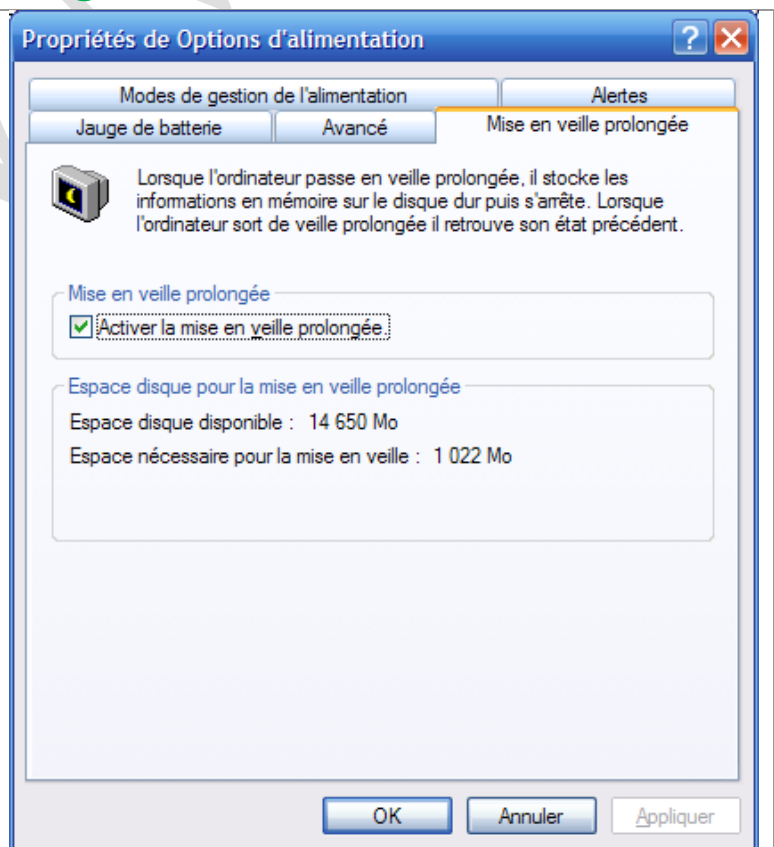 Propriétés de Options d'alimentation
Modes de gestion de l'alimentation
Alertes
Jauge de batterie
Avancé
Mise en veille prolongée
Lorsque l'ordinateur passe en veille prolongée, il stocke les
informations en mémoire sur le disque dur puis s'arrête. Lorsque
l'ordinateur sort de veille prolongée il retrouve son état précédent.
Mise en veille prolongée
Activer la mise en veille prolongée.
Espace disque pour la mise en veille prolongée
Espace disque disponible : 14 650 Mo
Espace nécessaire pour la mise en veille : 1 022 Mo
OK
Annuler
Appliquer